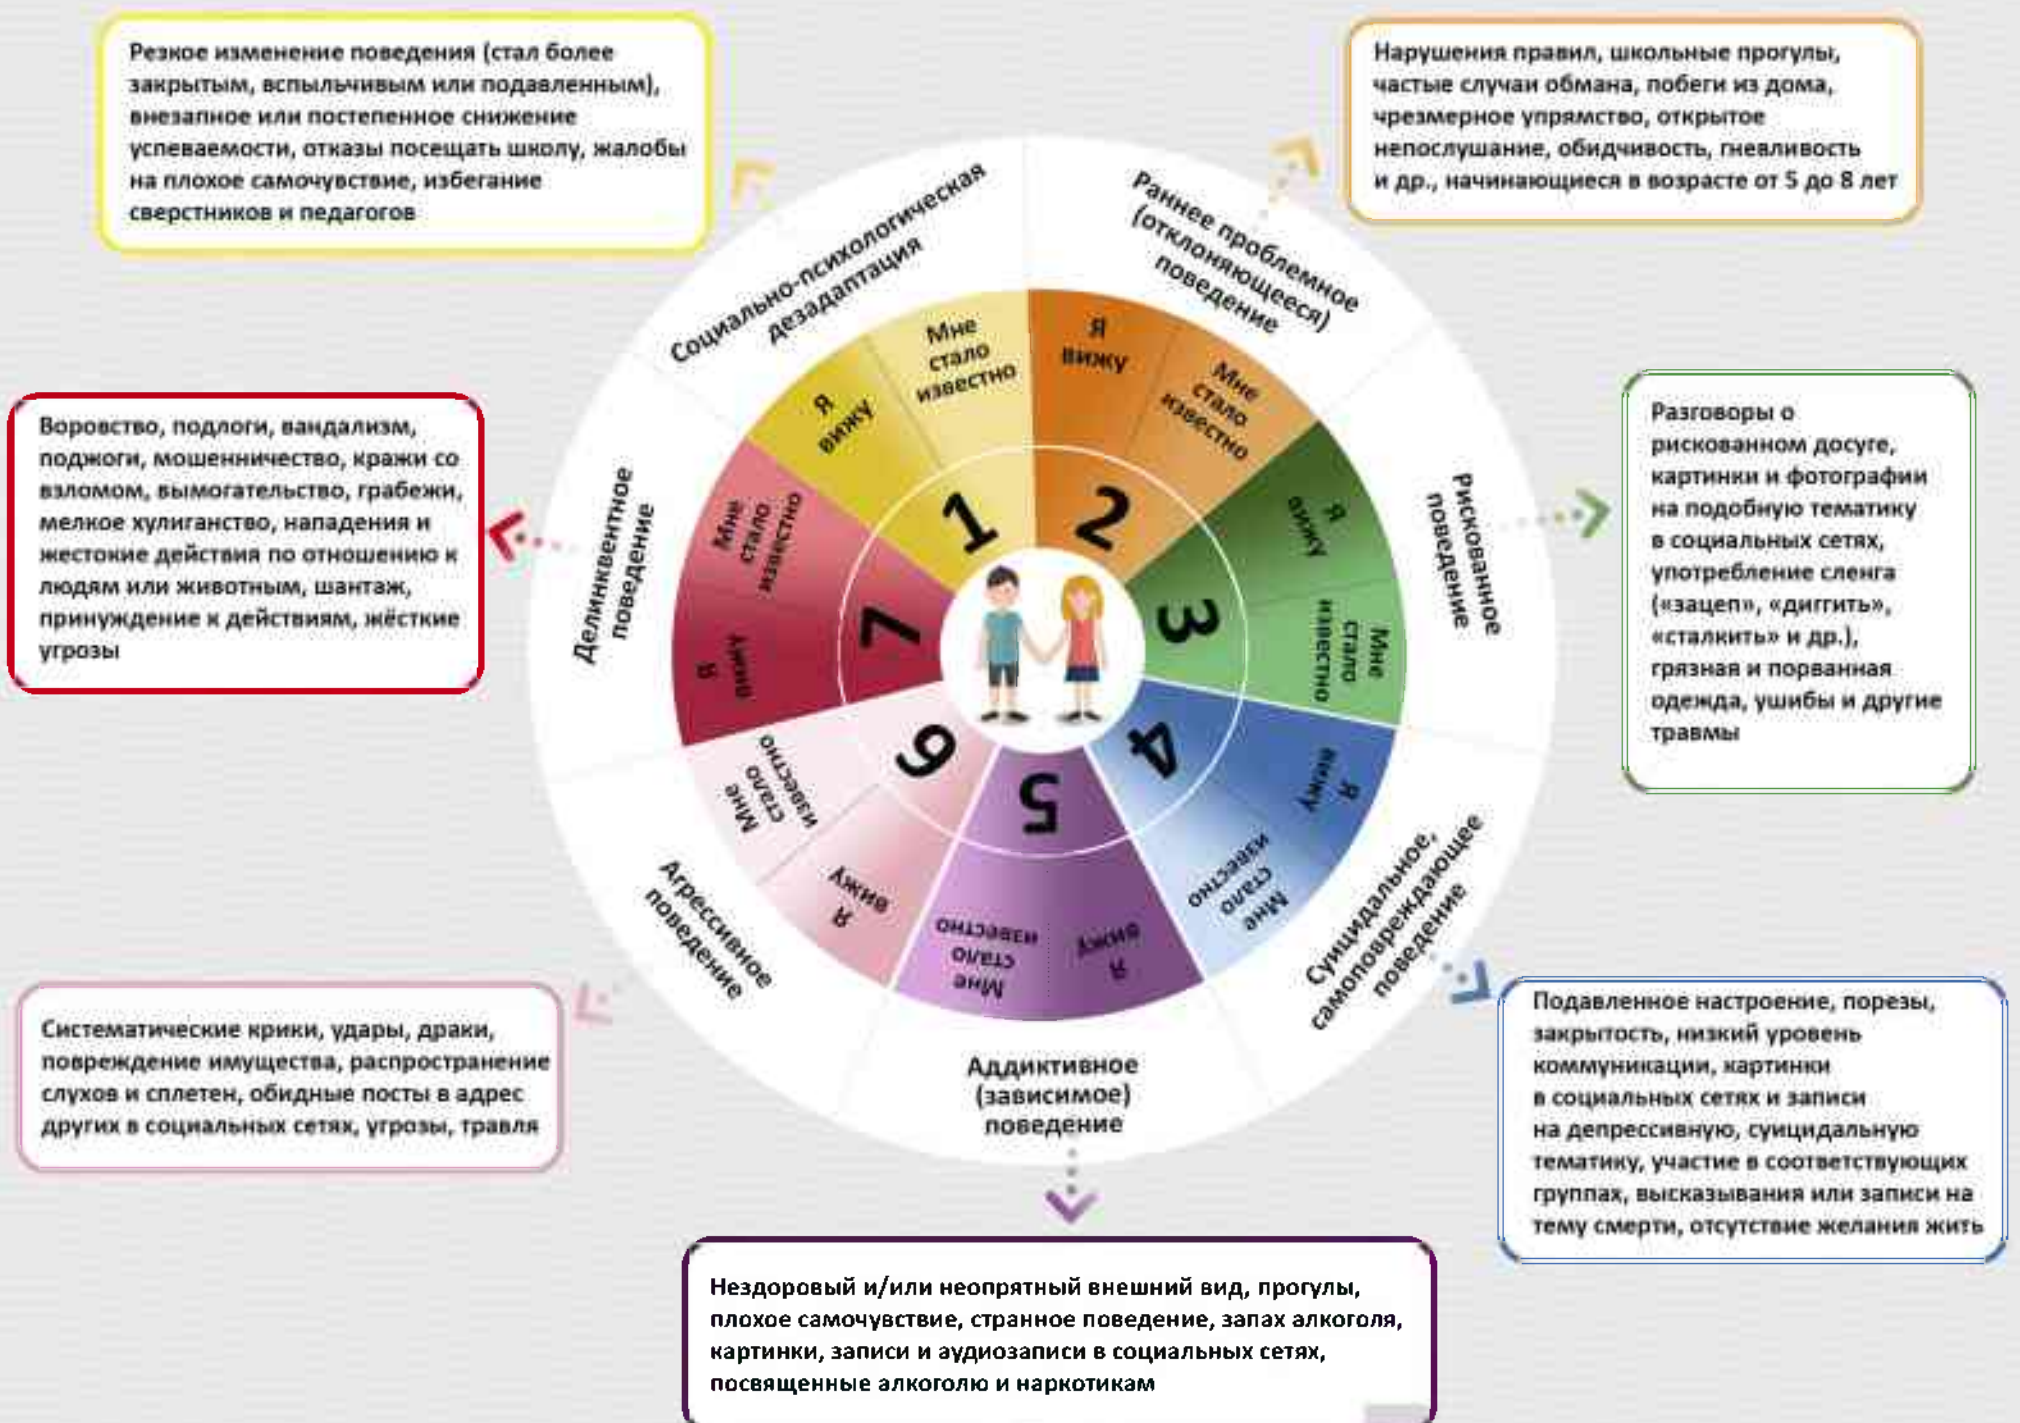 Резкое изменение поведения (стал более
закрытым, вспыльчивым или подавленным),
внезапное или постепенное снижение
успеваемости, отказы посещать школу, жалобы
на плохое самочувствие, избегание
сверстников и педагогов
Нарушения правил, школьные прогулы,
частые случаи обмана, побеги из дома,
чрезмерное упрямство, открытое
непослушание, обидчивость, гневливость
и др., начинающиеся в возрасте от 5 до 8 лет
Социально-психологическая
дезадаптация
Раннее проблемное
(отклоняющееся)
поведение
Рискованное
поведение
Суицидальное,
самоповреждающее
поведение
Аддиктивное
(зависимое)
поведение
Агрессивное
поведение
Делинквентное
поведение
1
Я
вижу
Мне
стало
известно
2
Я
вижу
Мне
стало
известно
3
Я
вижу
Мне
стало
известно
4
Я
вижу
Мне
стало
известно
5
Я
вижу
Мне
стало
известно
6
Я
вижу
Мне
стало
известно
7
Я
вижу
Мне
стало
известно
Разговоры о
рискованном досуге,
картинки и фотографии
на подобную тематику
в социальных сетях,
употребление сленга
(«зацеп», «диггить»,
«сталкить» и др.),
грязная и порванная
одежда, ушибы и другие
травмы
Подавленное настроение, порезы,
закрытость, низкий уровень
коммуникации, картинки
в социальных сетях и записи
на депрессивную, суицидальную
тематику, участие в соответствующих
группах, высказывания или записи на
тему смерти, отсутствие желания жить
Нездоровый и/или неопрятный внешний вид, прогулы,
плохое самочувствие, странное поведение, запах алкоголя,
картинки, записи и аудиозаписи в социальных сетях,
посвященные алкоголю и наркотикам
Систематические крики, удары, драки,
повреждение имущества, распространение
слухов и сплетен, обидные посты в адрес
других в социальных сетях, угрозы, травля
Воровство, подлоги, вандализм,
поджоги, мошенничество, кражи со
взломом, вымогательство, грабежи,
мелкое хулиганство, нападения и
жестокие действия по отношению к
людям или животным, шантаж,
принуждение к действиям, жёсткие
угрозы